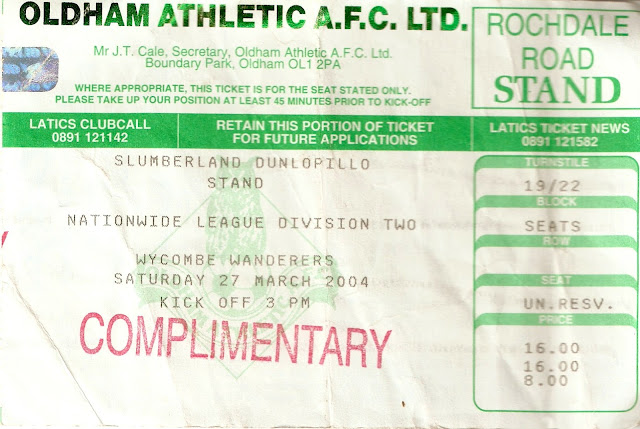 OLDHAM ATHLETIC A.F.C. LTD.
Mr J.T. Cale, Secretary, Oldham Athletic A.F.C. Ltd.
Boundary Park, Oldham OL1 2PA
WHERE APPROPRIATE, THIS TICKET IS FOR THE SEAT STATED ONLY.
PLEASE TAKE UP YOUR POSITION AT LEAST 45 MINUTES PRIOR TO KICK-OFF
ROCHDALE
ROAD
STAND
LATICS CLUBCALL
0891 121142
RETAIN THIS PORTION OF TICKET
FOR FUTURE APPLICATIONS
LATICS TICKET NEWS
0891 121582
SLUMBERLAND DUNLOPILLO
STAND
NATIONWIDE LEAGUE DIVISION TWO
WYCOMBE WANDERERS
SATURDAY 27 MARCH 2004
KICK OFF 3 PM
COMPLIMENTARY
TURNSTILE
19/22
BLOCK
SEATS
ROW
SEAT
UN.RESV.
PRICE
16.00
16.00
8.00